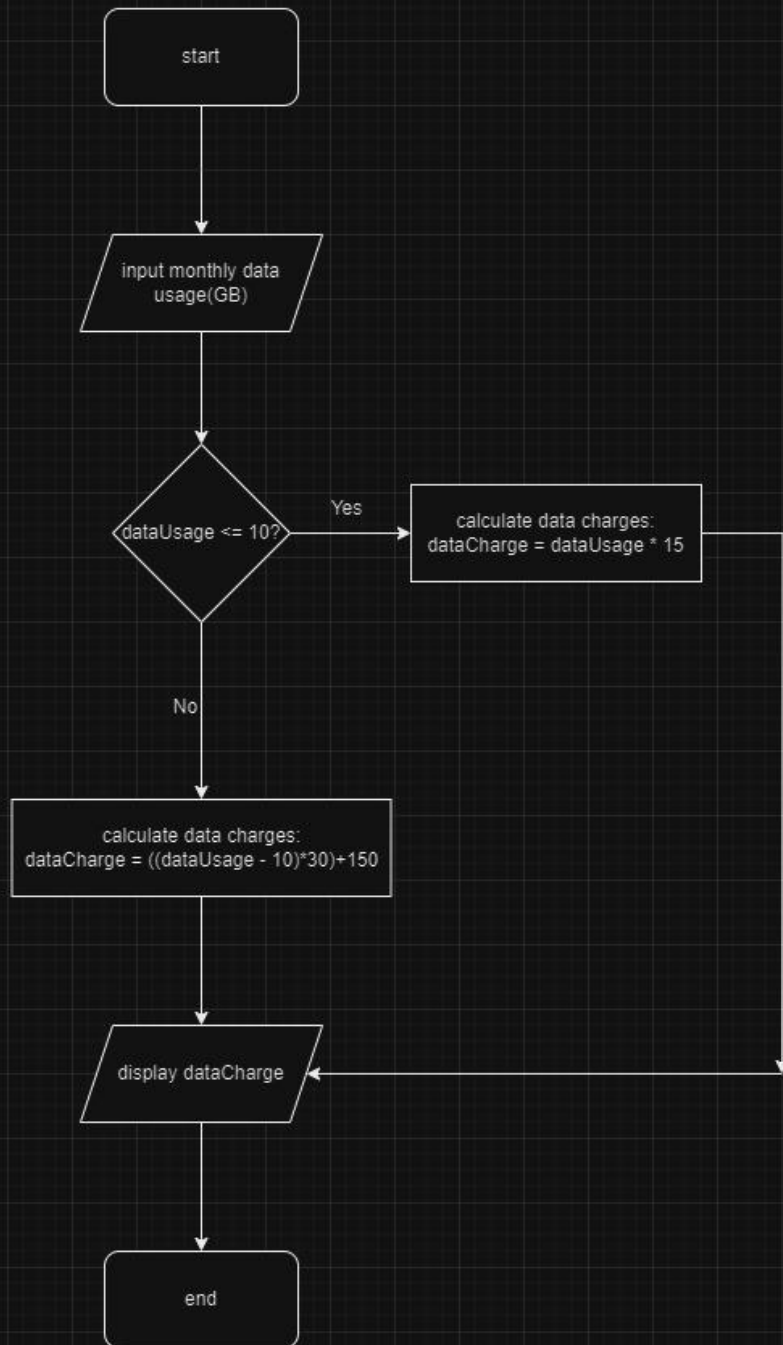 start
input monthly data
usage(GB)
dataUsage <= 10?
Yes
calculate data charges:
dataCharge = dataUsage * 15
No
calculate data charges:
dataCharge = ((dataUsage - 10)*30)+150
display dataCharge
end